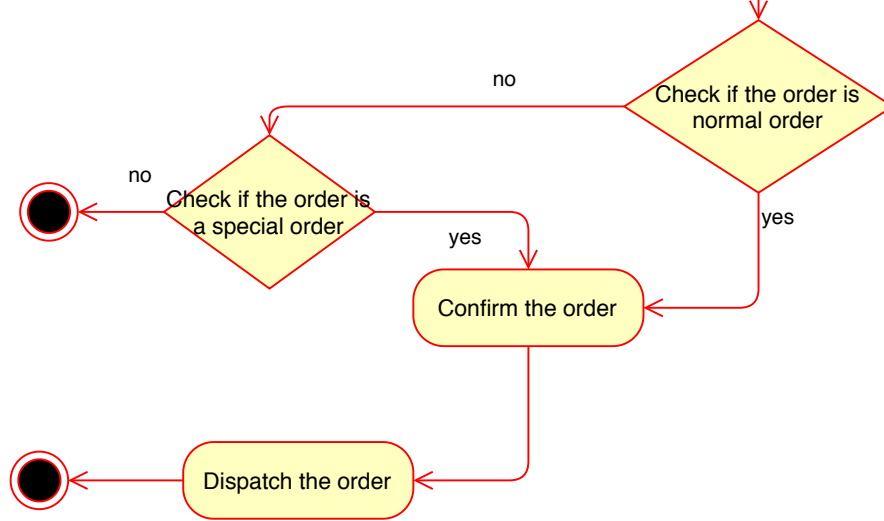 no
Check if the order is
normal order
no
Check if the order is
a special order
yes
yes
Confirm the order
Dispatch the order